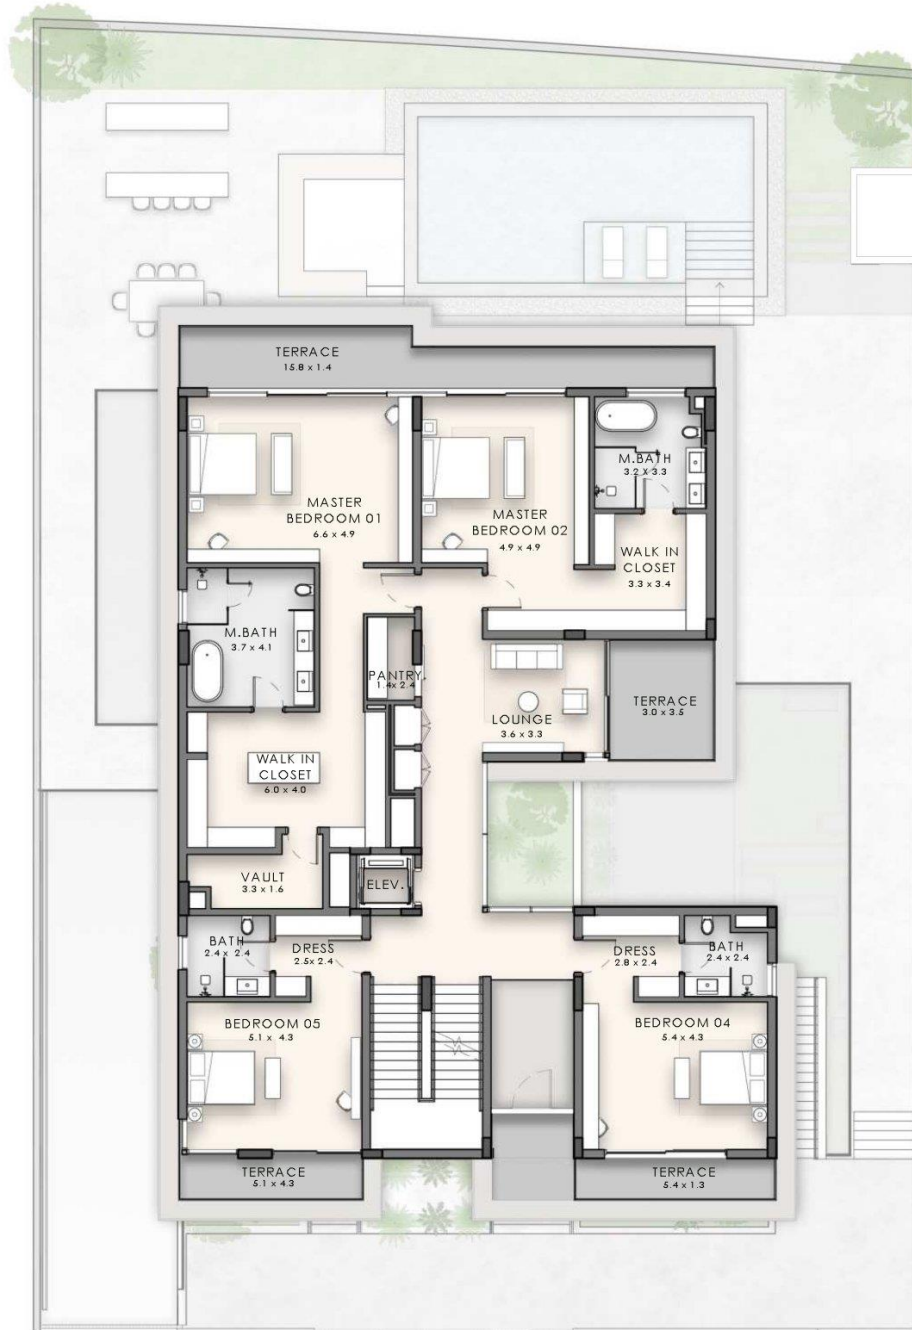 TERRACE
15.8 x 1.4
MASTER
BEDROOM 01
6.6 x 4.9
MASTER
BEDROOM 02
4.9 x 4.9
M.BATH
3.2 X 3.3
WALK IN
CLOSET
3.3 x 3.4
M.BATH
3.7 x 4.1
PANTRY
1.4x 2.4
LOUNGE
3.6 x 3.3
TERRACE
3.0 x 3.5
WALK IN
CLOSET
6.0 x 4.0
VAULT
3.3 x 1.6
ELEV.
BATH
2.4x 2.4
DRESS
2.5x 2.4
DRESS
2.8 x 2.4
BATH
2.4x 2.4
BEDROOM 05
5.1 x 4.3
BEDROOM 04
5.4 x 4.3
TERRACE
5.1 x 4.3
TERRACE
5.4 x 1.3